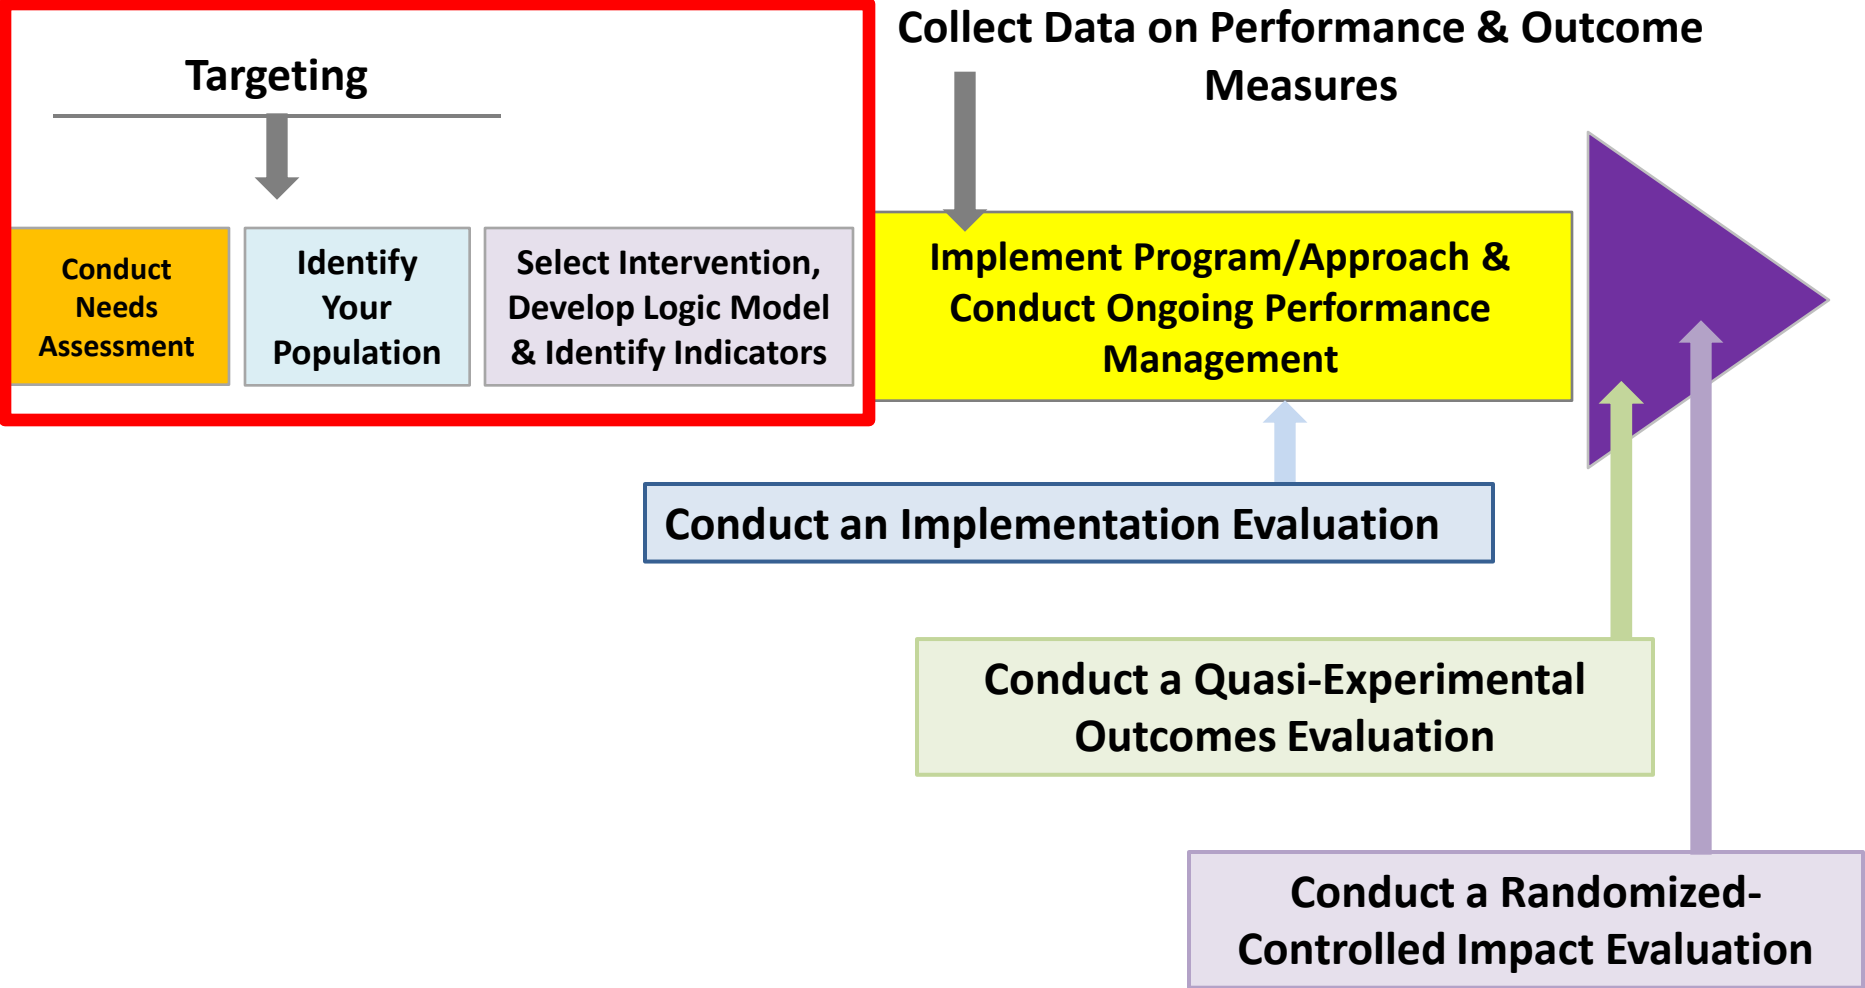 Targeting
Collect Data on Performance & Outcome
Measures
Conduct
Needs
Assessment
Identify
Your
Population
Select Intervention,
Develop Logic Model
& Identify Indicators
Implement Program/Approach &
Conduct Ongoing Performance
Management
Conduct an Implementation Evaluation
Conduct a Quasi-Experimental
Outcomes Evaluation
Conduct a Randomized-
Controlled Impact Evaluation